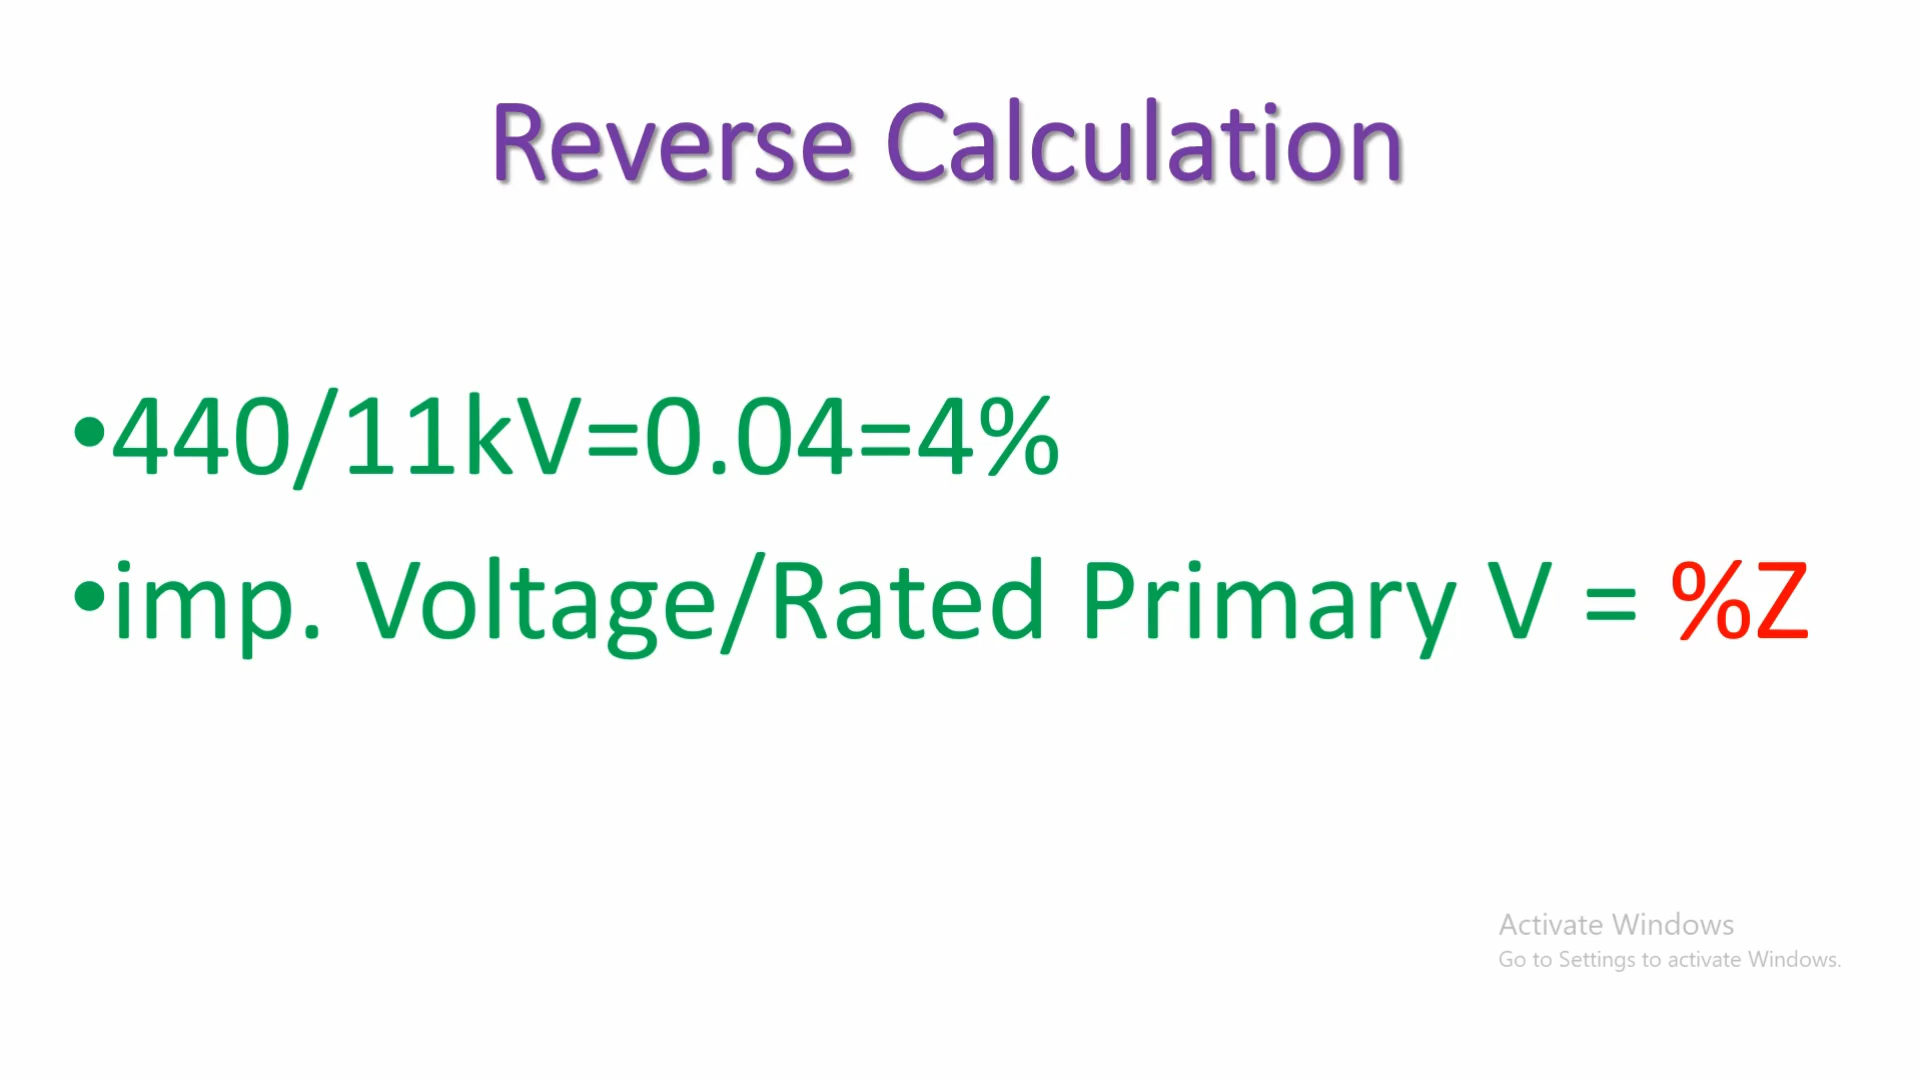 Reverse Calculation
•440/11kV=0.04=4%
•imp. Voltage/Rated Primary V = %Z
Activate Windows
Go to Settings to activate Windows.